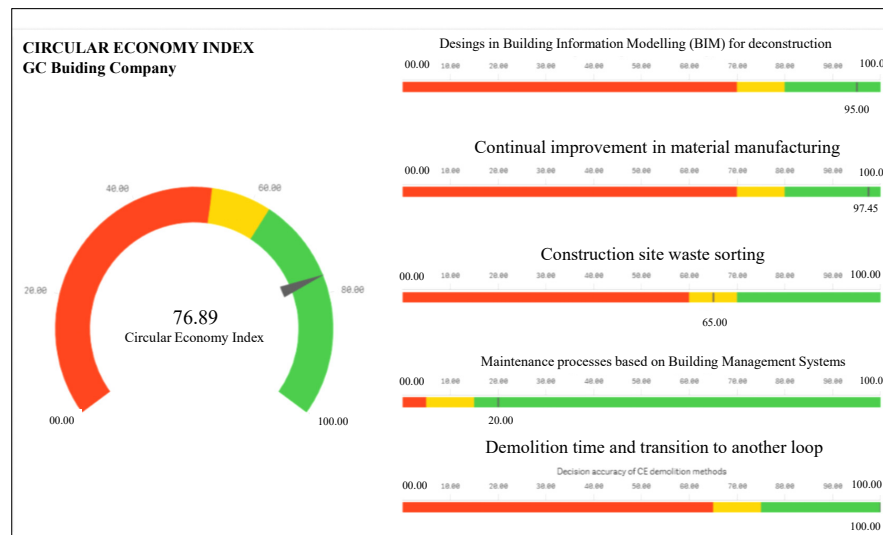 CIRCULAR ECONOMY INDEX
GC Buiding Company
40.00
60.00
20.00
80.00
76.89
Circular Economy Index
00.00
100.00
Desings in Building Information Modelling (BIM) for deconstruction
00.00 10.00 20.00 30.00 40.00 50.00 60.00 70.00 80.00 90.00 100.0
95.00
Continual improvement in material manufacturing
00.00 10.00 20.00 30.00 40.00 50.00 60.00 70.00 80.00 90.00 100.0
97.45
Construction site waste sorting
00.00 10.00 20.00 30.00 40.00 50.00 60.00 70.00 80.00 90.00 100.00
65.00
Maintenance processes based on Building Management Systems
00.00 10.00 20.00 30.00 40.00 50.00 60.00 70.00 80.00 90.00 100.0
20.00
Demolition time and transition to another loop
Decision accuracy of CE demolition methods
00.00 10.00 20.00 30.00 40.00 50.00 60.00 70.00 80.00 90.00 100.00
100.00